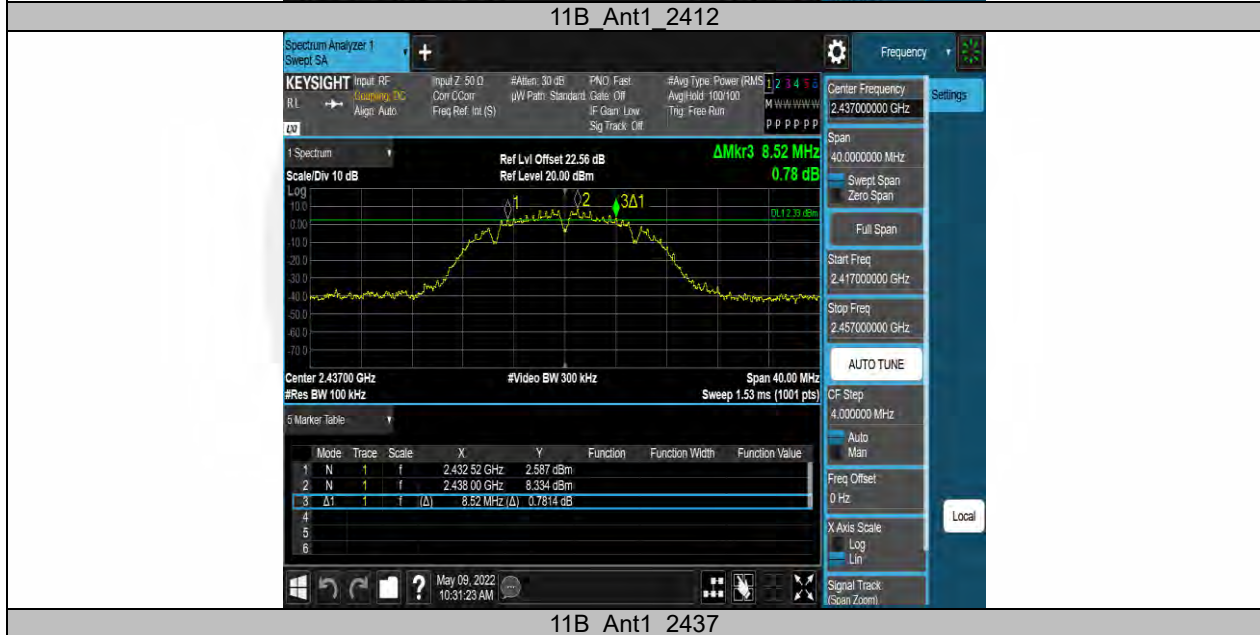 11B_Ant1_2412
Spectrum Analyzer 1
Swept SA
+
Frequency
KEYSIGHT Input: RF Input Z: 50 Ω #Atten: 30 dB PNO: Fast #Avg Type: Power (RMS 1 2 3 4 5 6
RL Coupling: DC Corr CCorr µW Path: Standard Gate: Off Avg|Hold: 100/100 M W W W W W
Align: Auto Freq Ref: Int (S) IF Gain: Low Trig: Free Run
Sig Track: Off P P P P P P
Center Frequency
2.437000000 GHz
Settings
1 Spectrum
Ref Lvl Offset 22.56 dB
ΔMkr3 8.52 MHz
Scale/Div 10 dB
Ref Level 20.00 dBm
0.78 dB
Log
10.0
0.00
-10.0
-20.0
-30.0
-40.0
-50.0
-60.0
-70.0
1
2
3Δ1
DL1 2.33 dBm
Center 2.43700 GHz #Video BW 300 kHz Span 40.00 MHz
#Res BW 100 kHz Sweep 1.53 ms (1001 pts)
Span
40.0000000 MHz
Swept Span
Zero Span
Full Span
Start Freq
2.417000000 GHz
Stop Freq
2.457000000 GHz
AUTO TUNE
CF Step
4.000000 MHz
Auto
Man
Freq Offset
0 Hz
X Axis Scale
Log
Lin
Signal Track
(Span Zoom)
Local
5 Marker Table
Mode Trace Scale X Y Function Function Width Function Value
1 N 1 f 2.432 52 GHz 2.587 dBm
2 N 1 f 2.438 00 GHz 8.334 dBm
3 Δ1 1 f (Δ) 8.52 MHz (Δ) 0.7814 dB
4
5
6
?
May 09, 2022
10:31:23 AM
11B_Ant1_2437